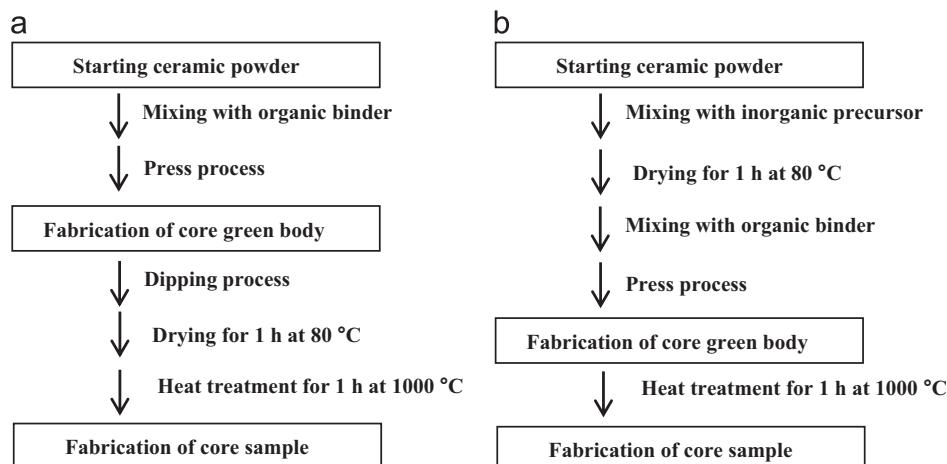 a
Starting ceramic powder
Mixing with organic binder
Press process
Fabrication of core green body
Dipping process
Drying for 1 h at 80 °C
Heat treatment for 1 h at 1000 °C
Fabrication of core sample
b
Starting ceramic powder
Mixing with inorganic precursor
Drying for 1 h at 80 °C
Mixing with organic binder
Press process
Fabrication of core green body
Heat treatment for 1 h at 1000 °C
Fabrication of core sample